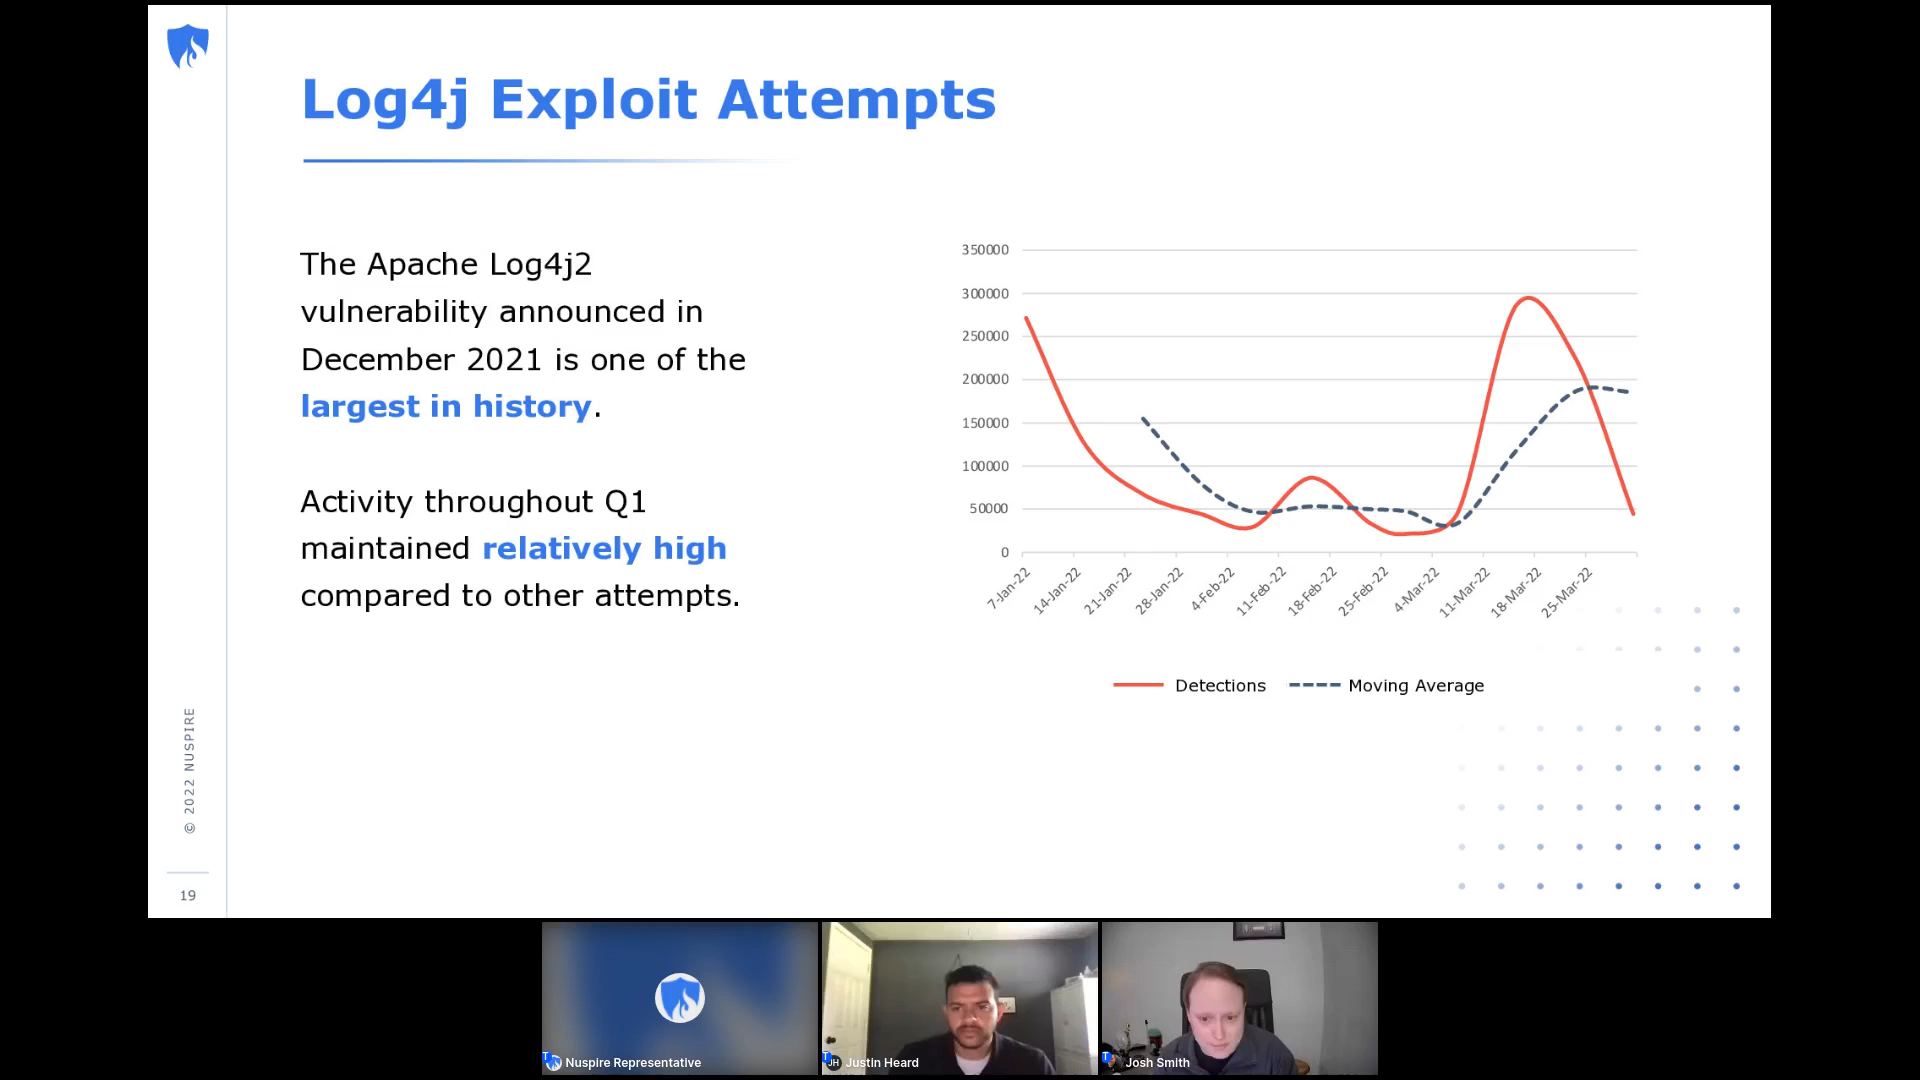 Log4j Exploit Attempts
The Apache Log4j2
vulnerability announced in
December 2021 is one of the
largest in history.
Activity throughout Q1
maintained relatively high
compared to other attempts.
350000
300000
250000
200000
150000
100000
50000
0
7-Jan-22
14-Jan-22
21-Jan-22
28-Jan-22
4-Feb-22
11-Feb-22
18-Feb-22
25-Feb-22
4-Mar-22
11-Mar-22
18-Mar-22
25-Mar-22
Detections
Moving Average
© 2022 NUSPIRE
19
T
Nuspire Representative
T
JH
Justin Heard
T
Josh Smith